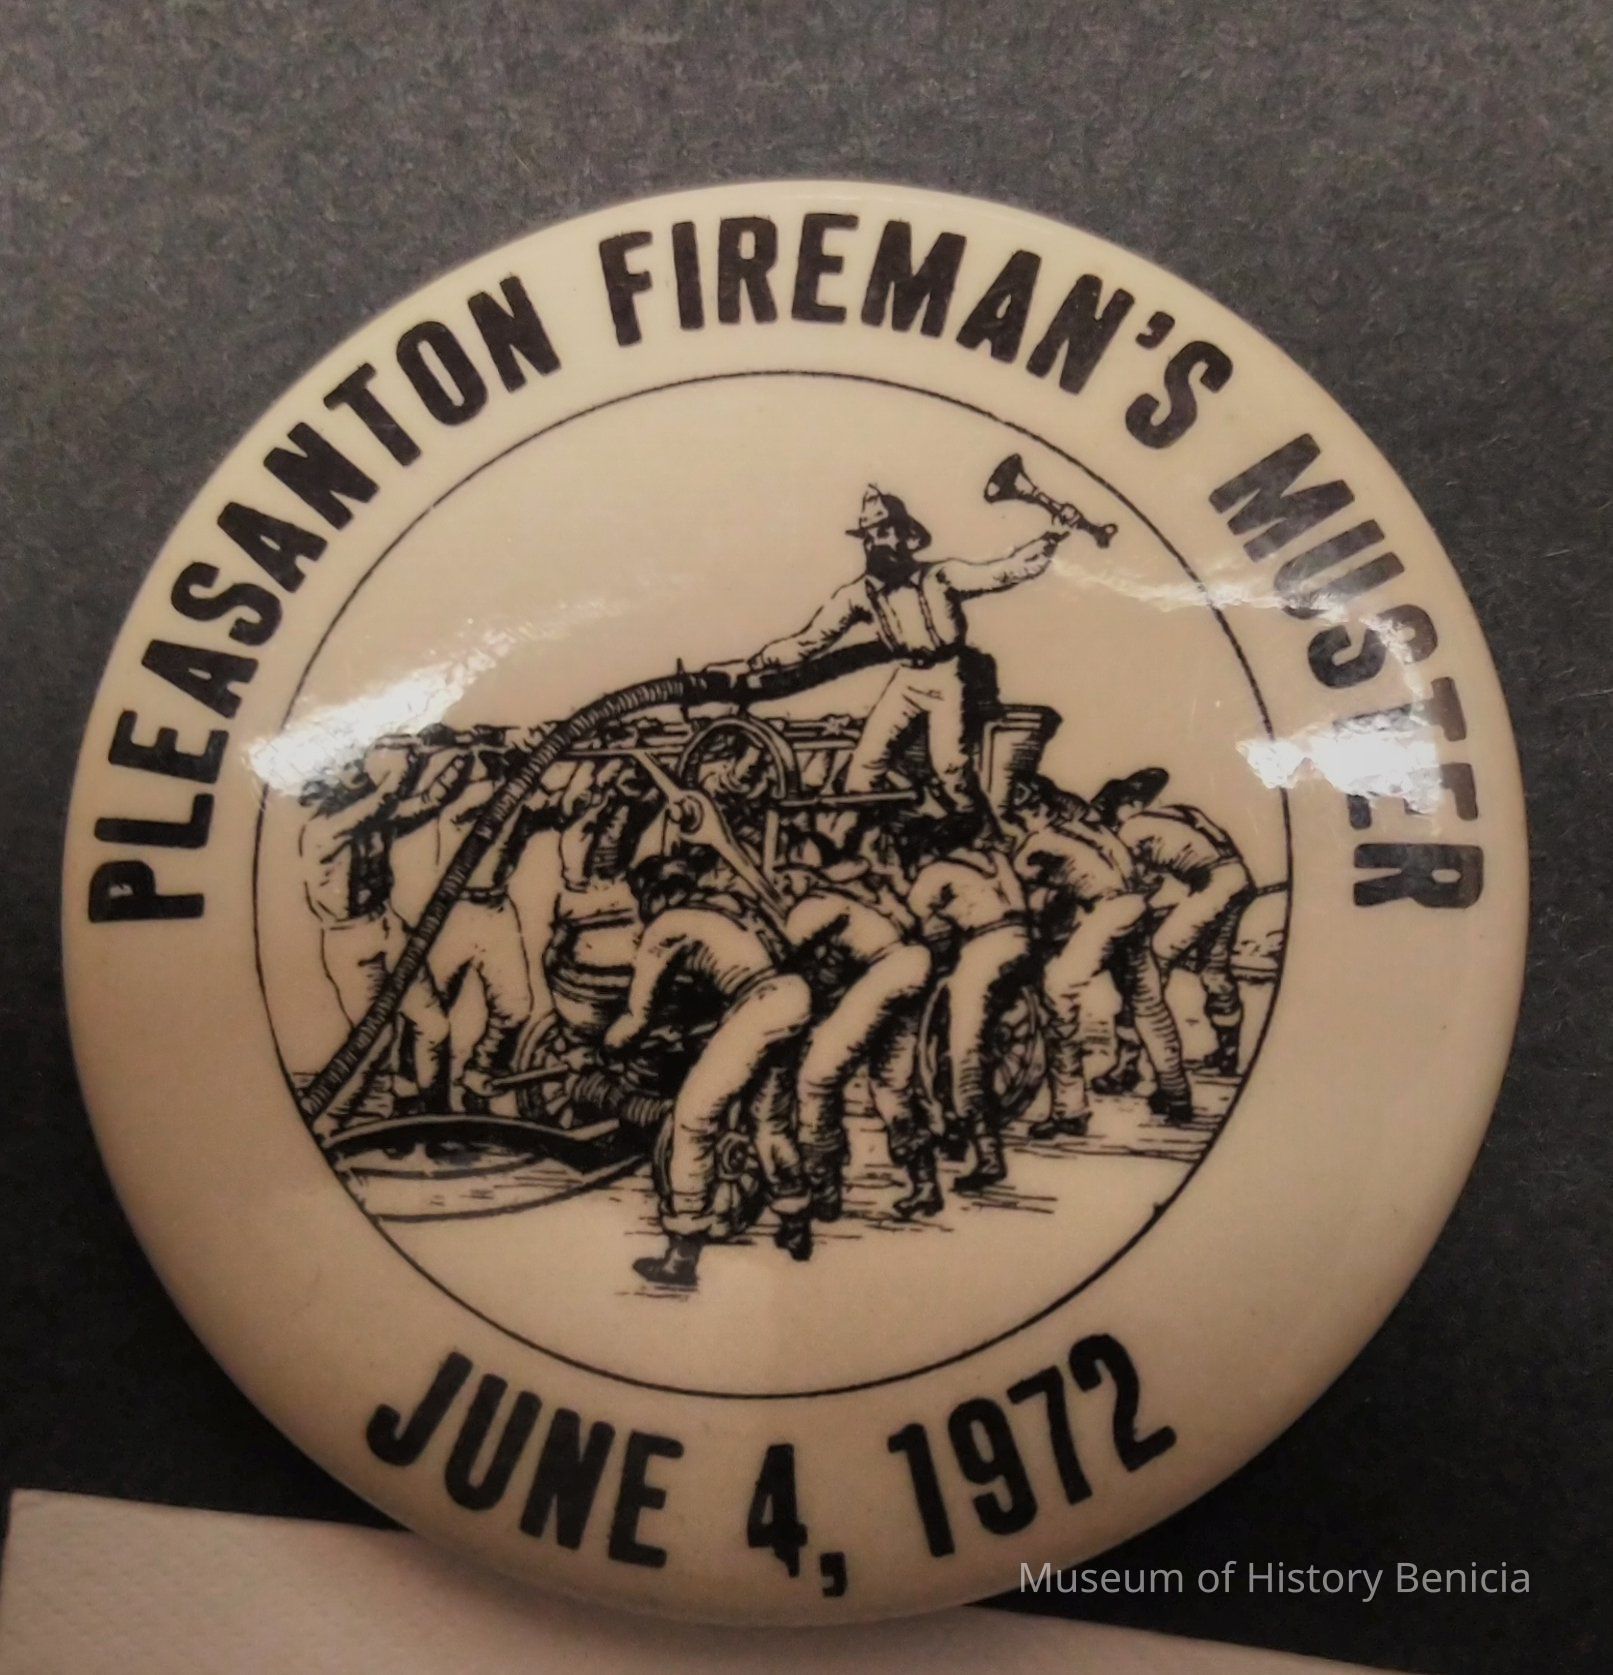 PLEASANTON FIREMAN'S MUSTER
JUNE 4, 1972
Museum of History Benicia